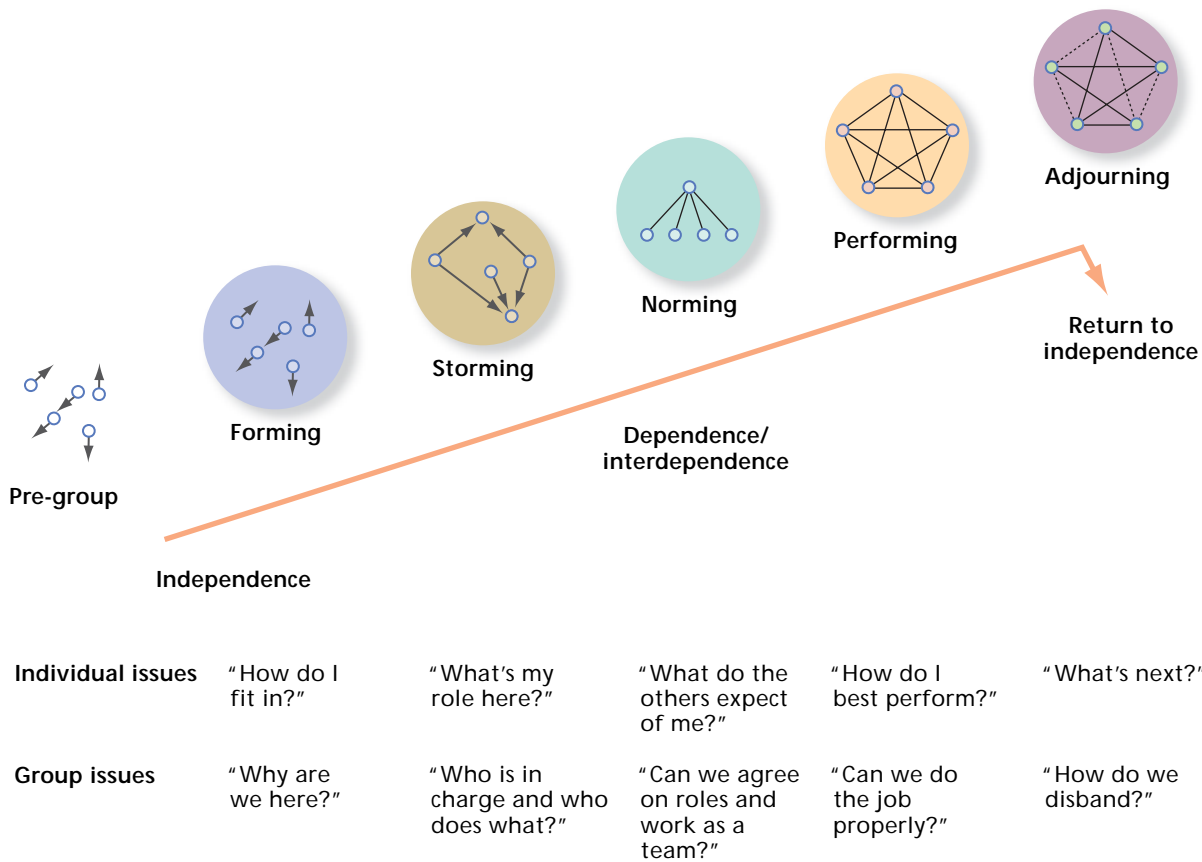 Adjourning
Performing
Norming
Storming
Forming
Pre-group
Return to
independence
Dependence/
interdependence
Independence
Individual issues
“How do I
fit in?”
“What's my
role here?”
“What do the
others expect
of me?”
“How do I
best perform?”
“What's next?”
Group issues
“Why are
we here?”
“Who is in
charge and who
does what?”
“Can we agree
on roles and
work as a
team?”
“Can we do
the job
properly?”
“How do we
disband?”